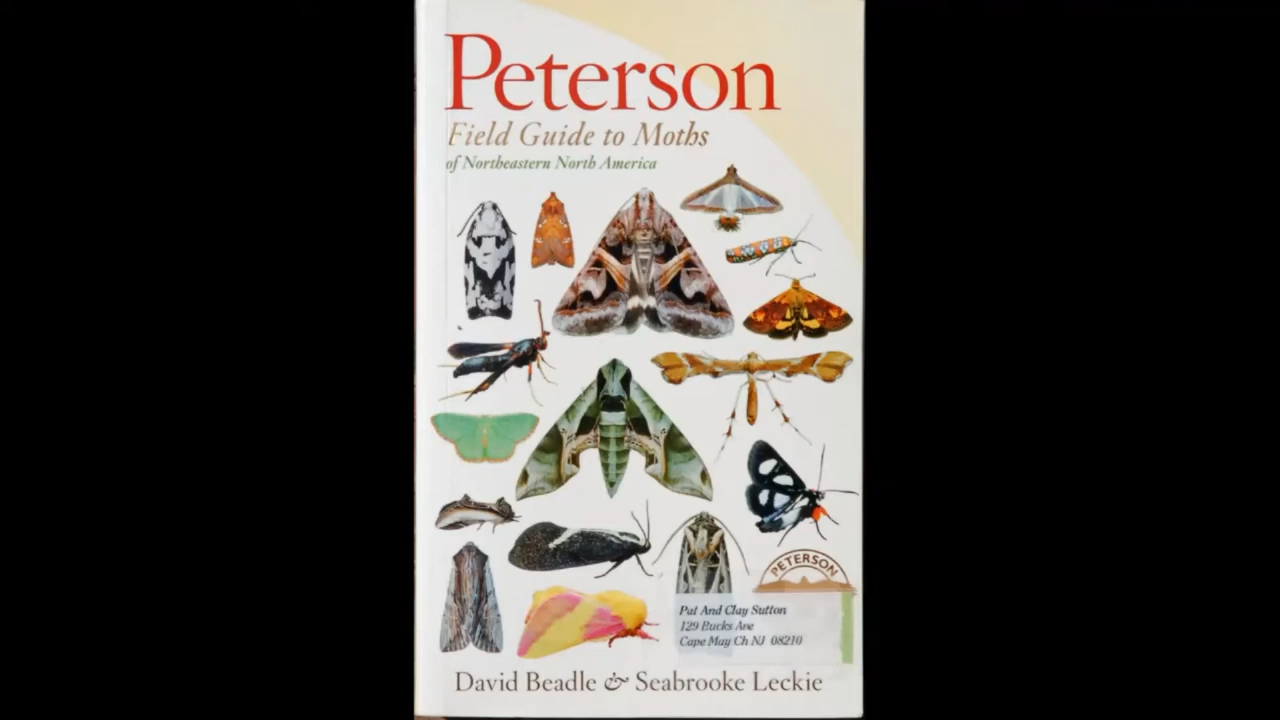 Peterson
Field Guide to Moths
of Northeastern North America
PETERSON
Pat And Clay Sutton
129 Bucks Ave
Cape May Ch NJ 08210
David Beadle & Seabrooke Leckie